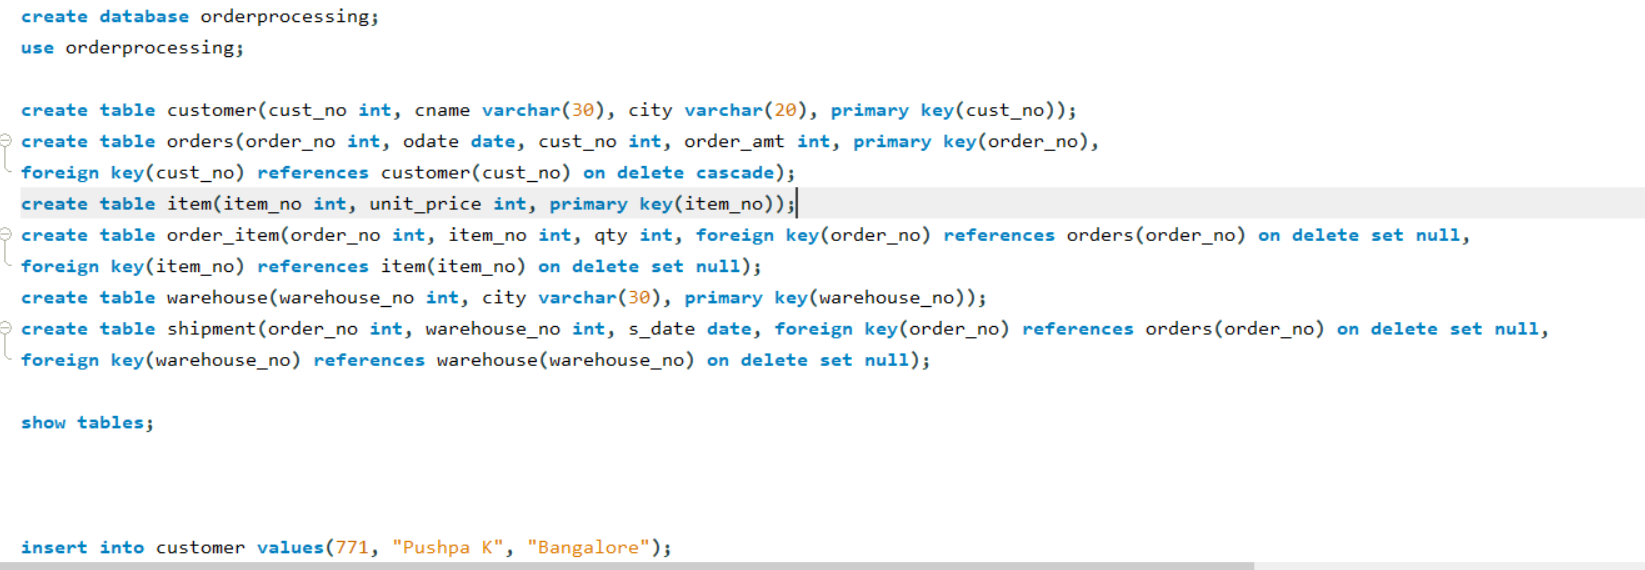 create database orderprocessing;
use orderprocessing;
create table customer(cust_no int, cname varchar(30), city varchar(20), primary key(cust_no));
create table orders(order_no int, odate date, cust_no int, order_amt int, primary key(order_no),
foreign key(cust_no) references customer(cust_no) on delete cascade);
create table item(item_no int, unit_price int, primary key(item_no));
create table order_item(order_no int, item_no int, qty int, foreign key(order_no) references orders(order_no) on delete set null,
foreign key(item_no) references item(item_no) on delete set null);
create table warehouse(warehouse_no int, city varchar(30), primary key(warehouse_no));
create table shipment(order_no int, warehouse_no int, s_date date, foreign key(order_no) references orders(order_no) on delete set null,
foreign key(warehouse_no) references warehouse(warehouse_no) on delete set null);
show tables;
insert into customer values(771, "Pushpa K", "Bangalore");